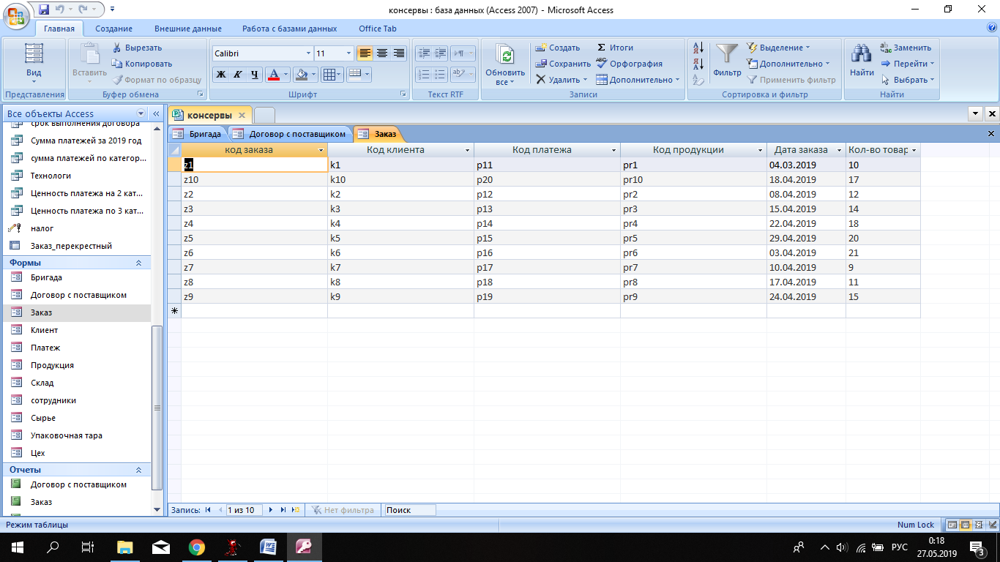 консервы : база данных (Access 2007) - Microsoft Access
Главная Создание Внешние данные Работа с базами данных Office Tab
Вид
Представления
Вставить
Вырезать
Копировать
Формат по образцу
Буфер обмена
Calibri 11
Ж К Ч А
Шрифт
Текст RTF
Обновить все
Создать
Сохранить
Удалить
Итоги
Орфография
Дополнительно
Записи
Фильтр
Выделение
Дополнительно
Применить фильтр
Сортировка и фильтр
Найти
Заменить
Перейти
Выбрать
Найти
Все объекты Access
срок выполнения договора
Сумма платежей за 2019 год
сумма платежей по категор...
Технологи
Ценность платежа на 2 кат...
Ценность платежа по 3 кат...
налог
Заказ_перекрестный
Формы
Бригада
Договор с поставщиком
Заказ
Клиент
Платеж
Продукция
Склад
сотрудники
Сырье
Упаковочная тара
Цех
Отчеты
Договор с поставщиком
Заказ
консервы
Бригада Договор с поставщиком Заказ
код заказа Код клиента Код платежа Код продукции Дата заказа Кол-во товар
z1 k1 p11 pr1 04.03.2019 10
z10 k10 p20 pr10 18.04.2019 17
z2 k2 p12 pr2 08.04.2019 12
z3 k3 p13 pr3 15.04.2019 14
z4 k4 p14 pr4 22.04.2019 18
z5 k5 p15 pr5 29.04.2019 20
z6 k6 p16 pr6 03.04.2019 21
z7 k7 p17 pr7 10.04.2019 9
z8 k8 p18 pr8 17.04.2019 11
z9 k9 p19 pr9 24.04.2019 15
Запись: 1 из 10 Нет фильтра Поиск
Режим таблицы Num Lock
РУС
0:18
27.05.2019
3